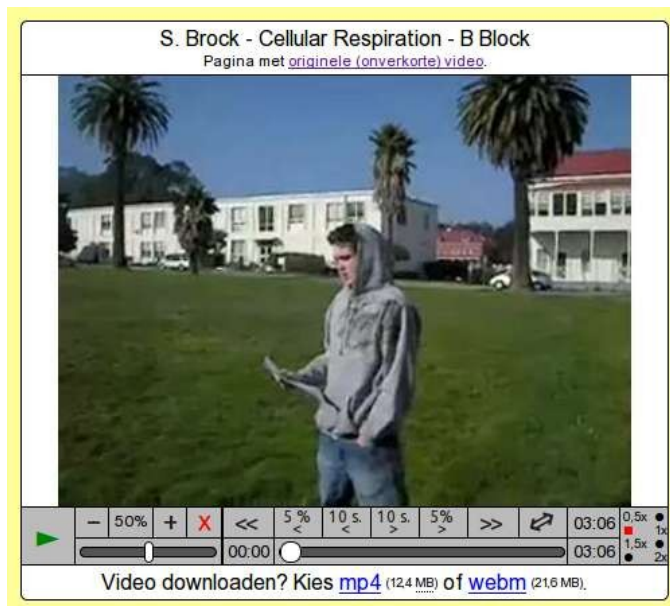 S. Brock - Cellular Respiration - B Block
Pagina met originele (onverkorte) video.
− 50% + X << 5 % < 10 s. < 10 s. > 5% > >> 03:06 0,5x 1x
00:00 03:06 1,5x 2x
Video downloaden? Kies mp4 (12,4 MB) of webm (21,6 MB).